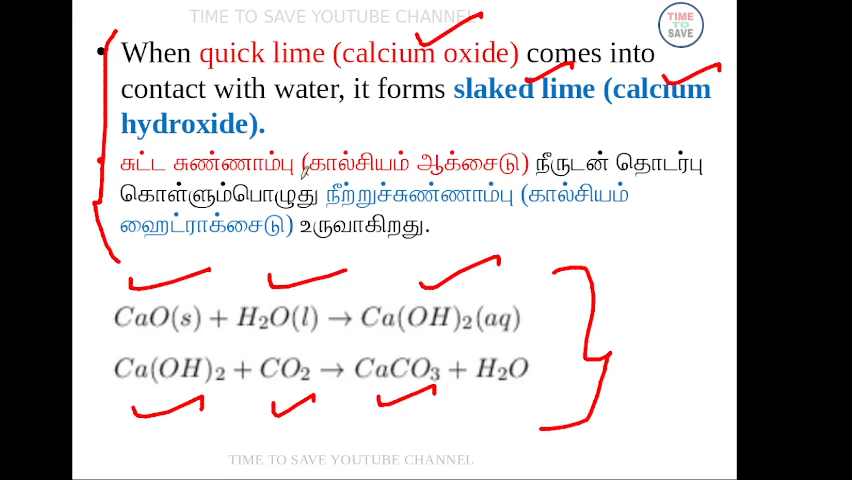 TIME TO SAVE YOUTUBE CHANNEL
TIME
TO
SAVE
• When quick lime (calcium oxide) comes into
contact with water, it forms slaked lime (calcium
hydroxide).
• சுட்ட சுண்ணாம்பு (கால்சியம் ஆக்சைடு) நீருடன் தொடர்பு
கொள்ளும்பொழுது நீற்றுச்சுண்ணாம்பு (கால்சியம்
ஹைட்ராக்சைடு) உருவாகிறது.
CaO(s) + H₂O(l) → Ca(OH)₂(aq)
Ca(OH)₂ + CO₂ → CaCO₃ + H₂O
TIME TO SAVE YOUTUBE CHANNEL